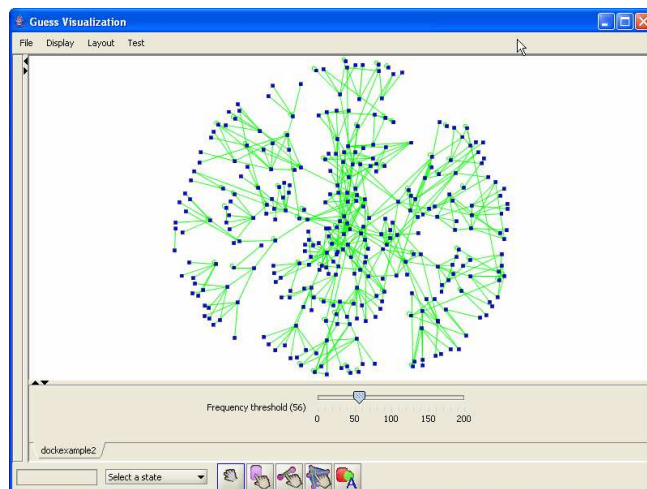 Guess Visualization
File Display Layout Test
Frequency threshold (56)
0 50 100 150 200
dockexample2
Select a state
A